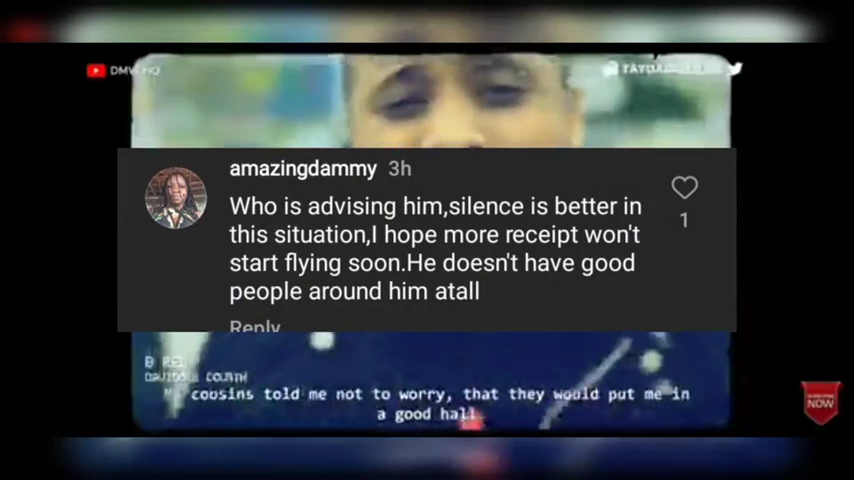 amazingdammy 3h
Who is advising him,silence is better in
this situation,I hope more receipt won't
start flying soon.He doesn't have good
people around him atall
1
Reply
cousins told me not to worry, that they would put me in
a good hall
NOW